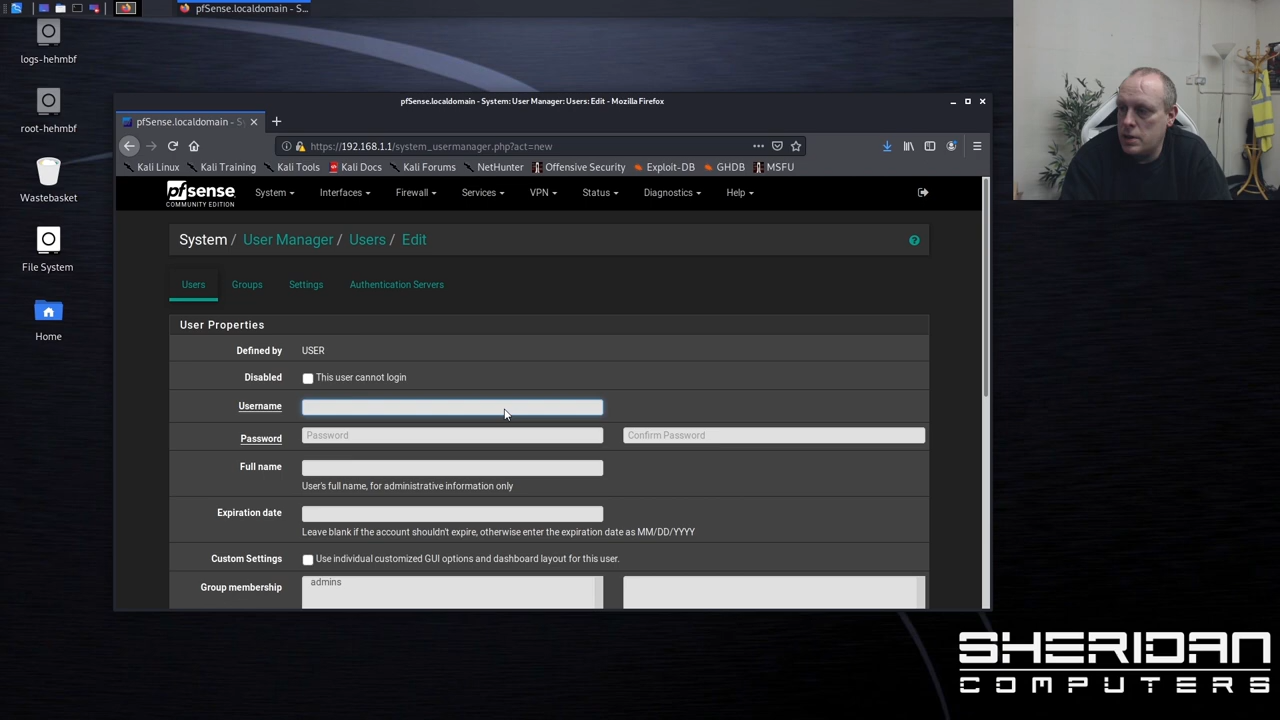 pfSense.localdomain - S...
logs-hehmbf
root-hehmbf
Wastebasket
File System
Home
pfSense.localdomain - System: User Manager: Users: Edit - Mozilla Firefox
pfSense.localdomain - S
https://192.168.1.1/system_usermanager.php?act=new
Kali Linux Kali Training Kali Tools Kali Docs Kali Forums NetHunter Offensive Security Exploit-DB GHDB MSFU
pfsense System Interfaces Firewall Services VPN Status Diagnostics Help
COMMUNITY EDITION
System / User Manager / Users / Edit
Users Groups Settings Authentication Servers
User Properties
Defined by USER
Disabled This user cannot login
Username
Password Password Confirm Password
Full name
User's full name, for administrative information only
Expiration date
Leave blank if the account shouldn't expire, otherwise enter the expiration date as MM/DD/YYYY
Custom Settings Use individual customized GUI options and dashboard layout for this user.
Group membership admins
SHERIDAN
COMPUTERS